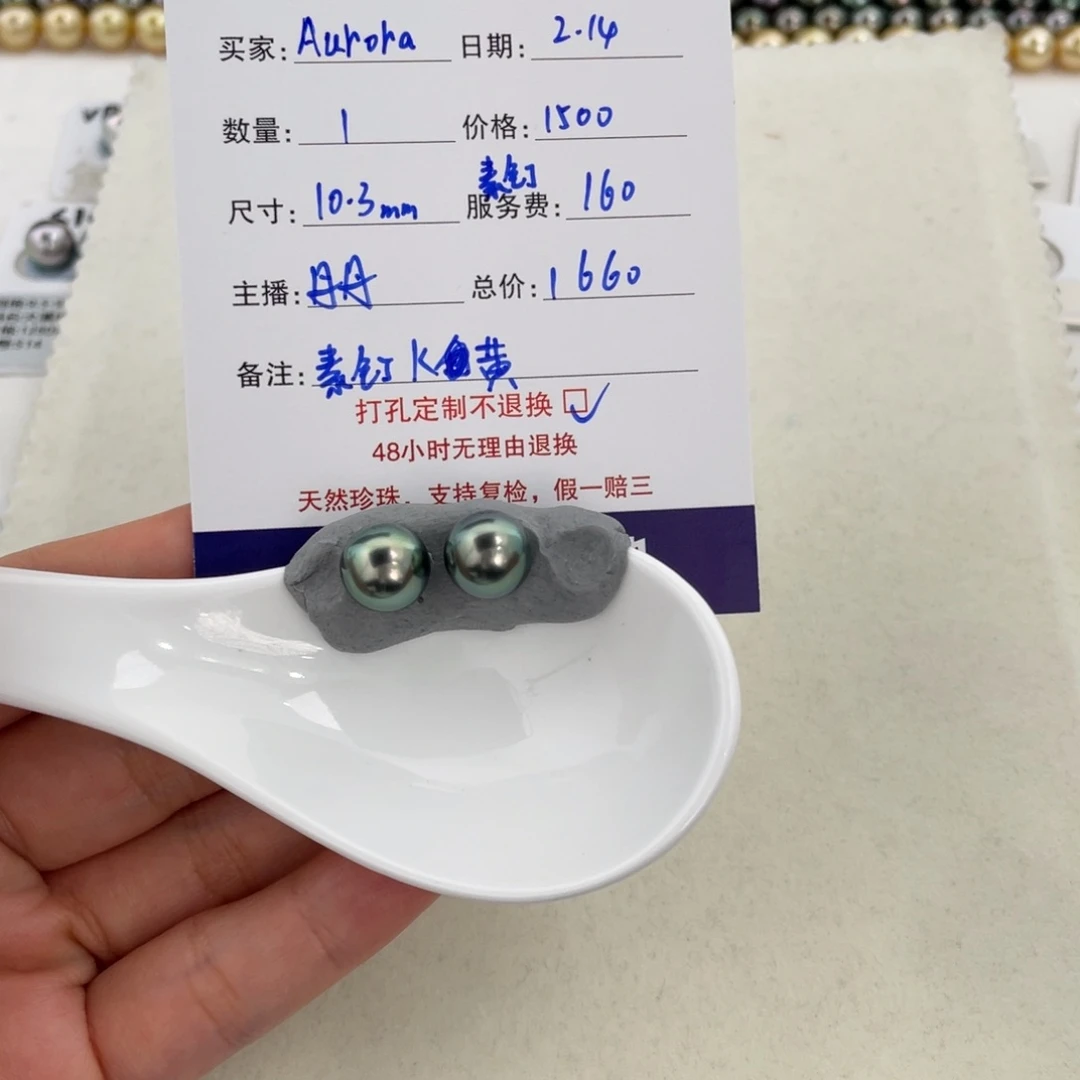 买家: Aurora 日期: 2.14
数量: 1 价格: 1500
素钉
尺寸: 10.3mm 服务费: 160
主播: 丹丹 总价: 1660
备注: 素钉 K 黄
打孔定制不退换 ☑
48小时无理由退换
天然珍珠，支持复检，假一赔三